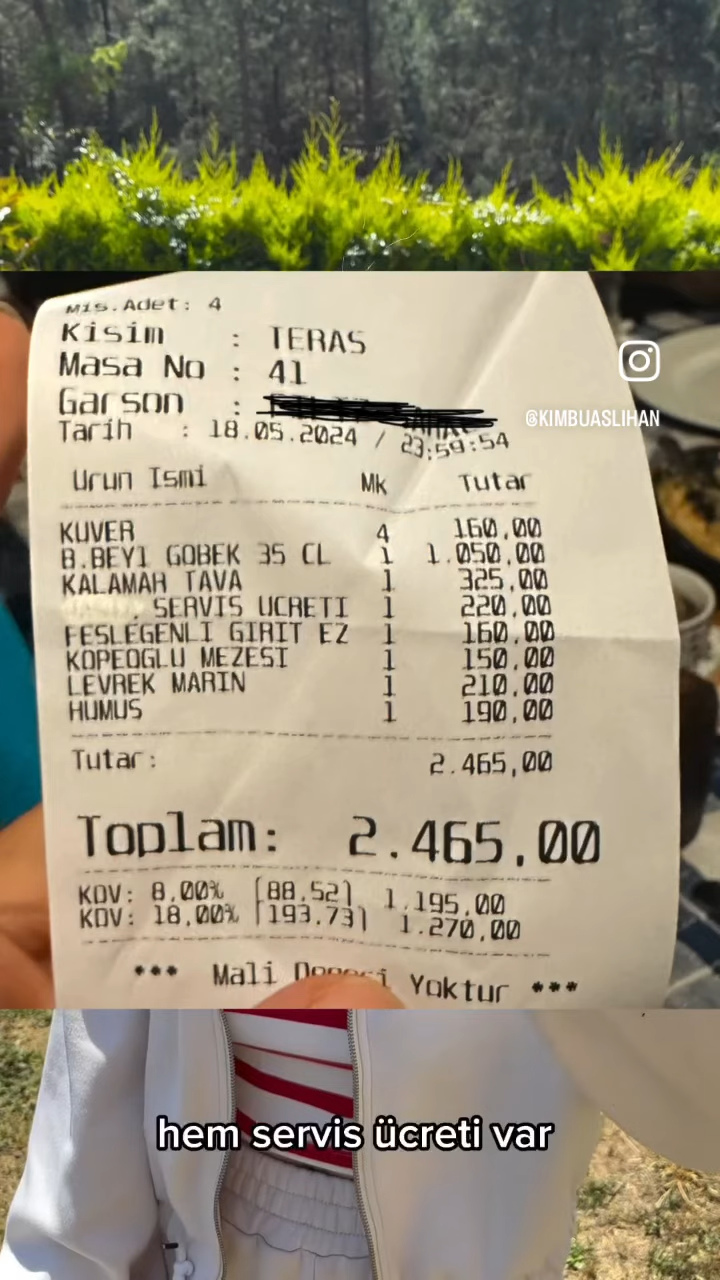 Mis.Adet: 4
Kisim : TERAS
Masa No : 41
Garson :
Tarih : 18.05.2024 / 23:59:54
Urun Ismi Mk Tutar
KUVER 4 160,00
B.BEYI GOBEK 35 CL 1 1.050,00
KALAMAR TAVA 1 325,00
SERVIS UCRETI 1 220,00
FESLEGENLI GIRIT EZ 1 160,00
KOPEOGLU MEZESI 1 150,00
LEVREK MARIN 1 210,00
HUMUS 1 190,00
Tutar: 2.465,00
Toplam: 2.465,00
KDV: 8,00% [88,52] 1.195,00
KDV: 18,00% [193,73] 1.270,00
*** Mali Yoktur ***
@KIMBUASLIHAN
hem servis ücreti var